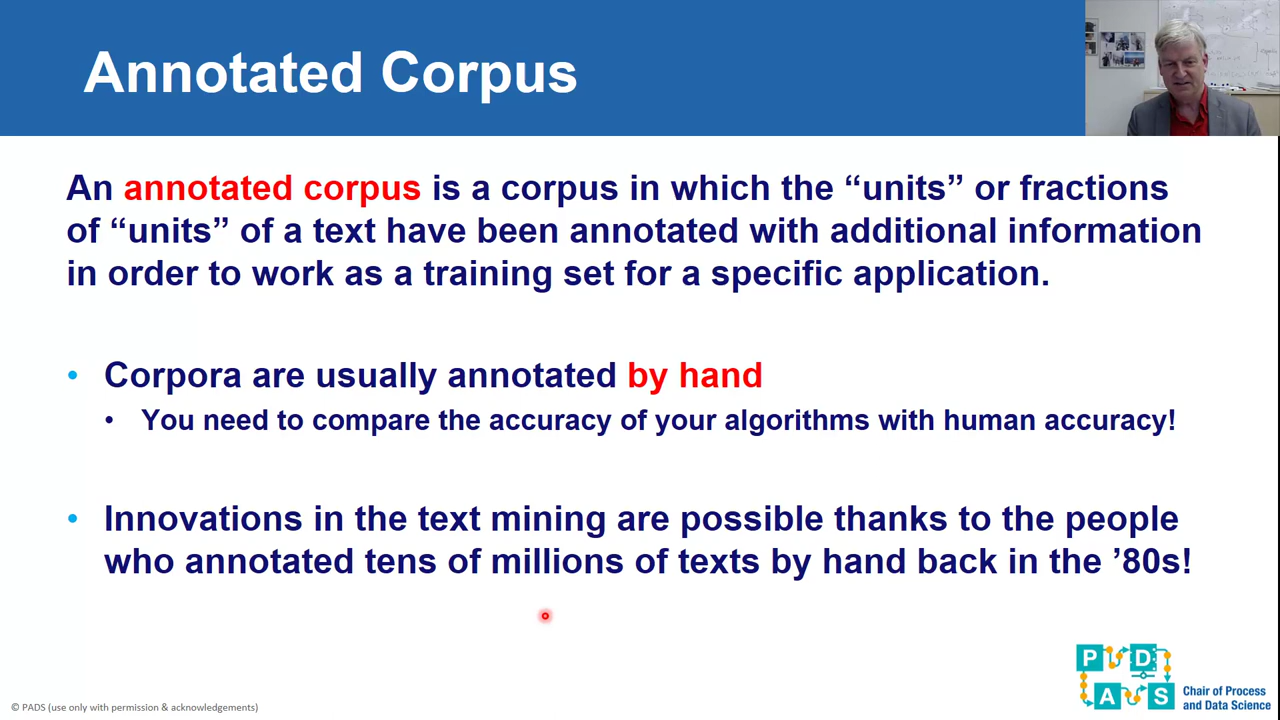 Annotated Corpus
An annotated corpus is a corpus in which the “units” or fractions
of “units” of a text have been annotated with additional information
in order to work as a training set for a specific application.
• Corpora are usually annotated by hand
• You need to compare the accuracy of your algorithms with human accuracy!
• Innovations in the text mining are possible thanks to the people
who annotated tens of millions of texts by hand back in the ’80s!
P D
A S
Chair of Process
and Data Science
© PADS (use only with permission & acknowledgements)